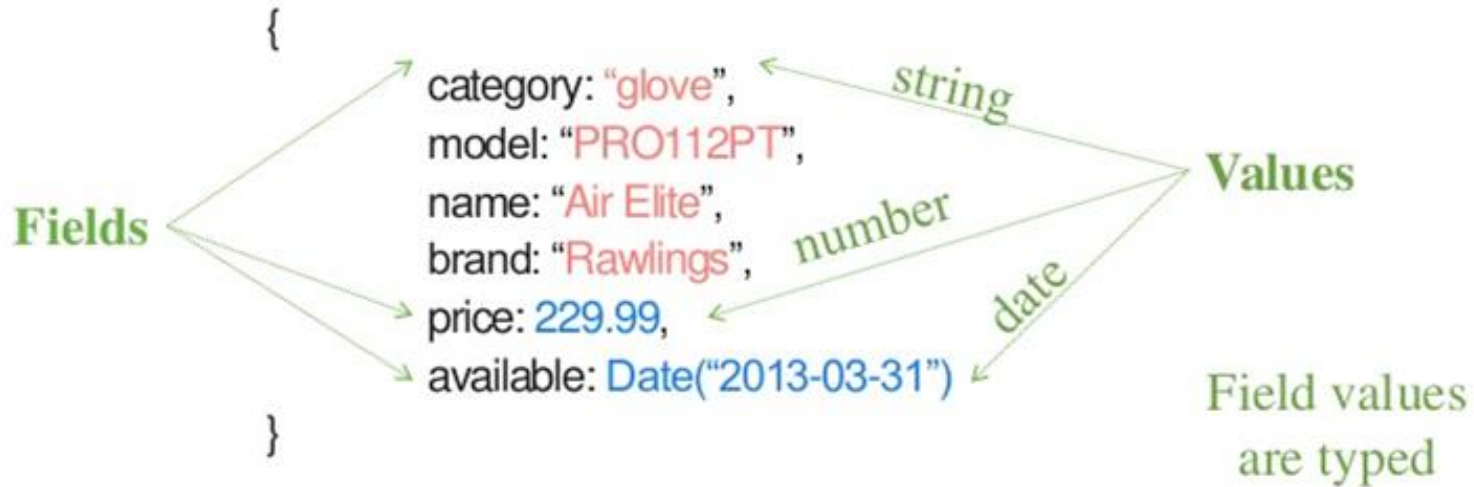 {
category: “glove”,
string
model: “PRO112PT”,
Values
name: “Air Elite”,
Fields
number
brand: “Rawlings”,
date
price: 229.99,
available: Date(“2013-03-31”)
Field values
are typed
}